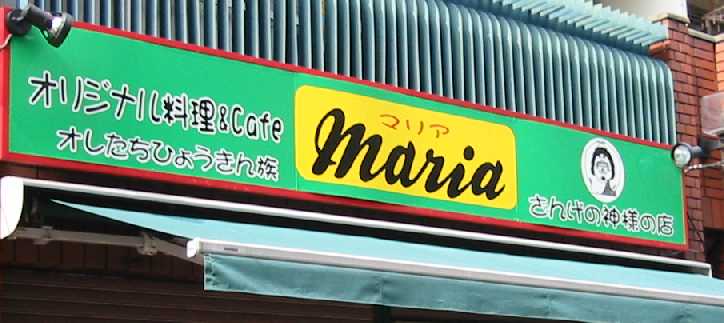 オリジナル料理&Cafe
オレたちひょうきん族
マリア
maria
さんげの神様の店